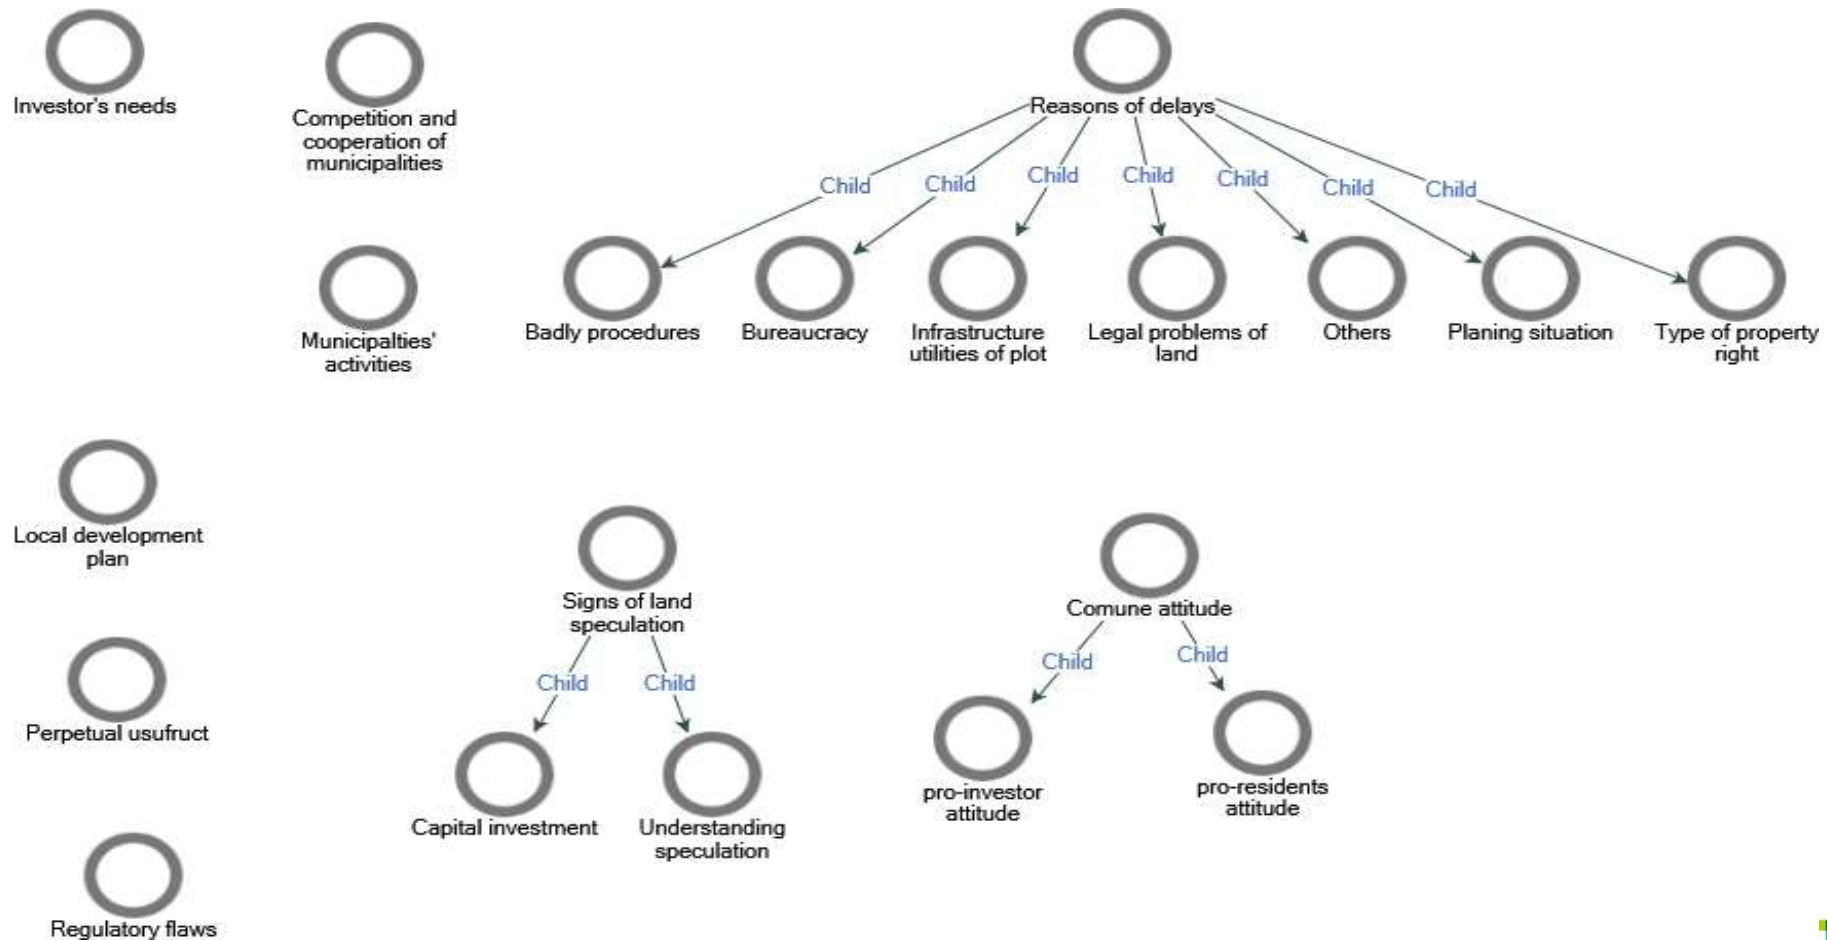 Investor's needs
Competition and
cooperation of
municipalities
Reasons of delays
Child
Child
Child
Child
Child
Child
Child
Municipalties'
activities
Badly procedures
Bureaucracy
Infrastructure
utilities of plot
Legal problems of
land
Others
Planing situation
Type of property
right
Local development
plan
Signs of land
speculation
Comune attitude
Child
Child
Child
Child
Perpetual usufruct
Capital investment
Understanding
speculation
pro-investor
attitude
pro-residents
attitude
Regulatory flaws